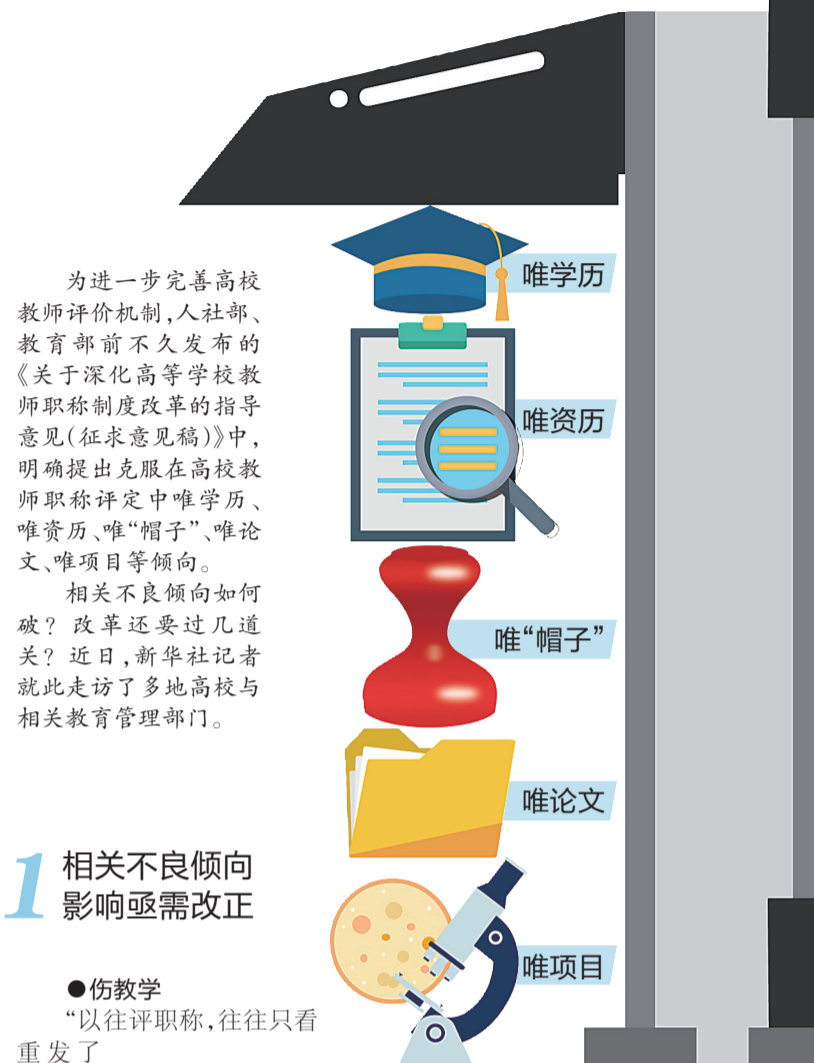 为进一步完善高校
教师评价机制,人社部、
教育部前不久发布的
《关于深化高等学校教
师职称制度改革的指导
意见(征求意见稿)》中,
明确提出克服在高校教
师职称评定中唯学历、
唯资历、唯“帽子”、唯论
文、唯项目等倾向。
相关不良倾向如何
破?改革还要过几道
关?近日,新华社记者
就此走访了多地高校与
相关教育管理部门。
唯学历
唯资历
唯“帽子”
唯论文
唯项目
1 相关不良倾向
影响亟需改正
●伤教学
“以往评职称,往往只看
重发了